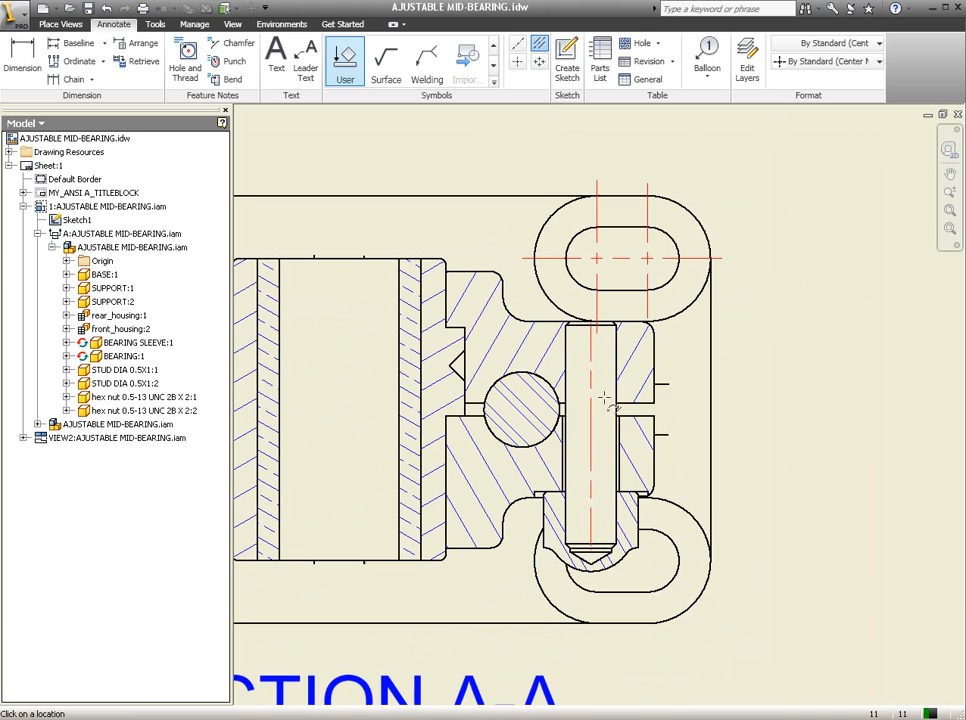 AJUSTABLE MID-BEARING.idw
Type a keyword or phrase
PRO
Place Views
Annotate
Tools
Manage
View
Environments
Get Started
Dimension
Baseline
Ordinate
Chain
Arrange
Retrieve
Dimension
Hole and
Thread
Chamfer
Punch
Bend
Feature Notes
Text
Leader
Text
Text
User
Surface
Welding
Impor...
Symbols
Create
Sketch
Sketch
Parts
List
Hole
Revision
General
Table
Balloon
Edit
Layers
By Standard (Cent
By Standard (Center M
Format
Model
AJUSTABLE MID-BEARING.idw
Drawing Resources
Sheet:1
Default Border
MY_ANSI A_TITLEBLOCK
1:AJUSTABLE MID-BEARING.iam
Sketch1
A:AJUSTABLE MID-BEARING.iam
AJUSTABLE MID-BEARING.iam
Origin
BASE:1
SUPPORT:1
SUPPORT:2
rear_housing:1
front_housing:2
BEARING SLEEVE:1
BEARING:1
STUD DIA 0.5X1:1
STUD DIA 0.5X1:2
hex nut 0.5-13 UNC 2B X 2:1
hex nut 0.5-13 UNC 2B X 2:2
AJUSTABLE MID-BEARING.iam
VIEW2:AJUSTABLE MID-BEARING.iam
CTION A-A
Click on a location
11
11